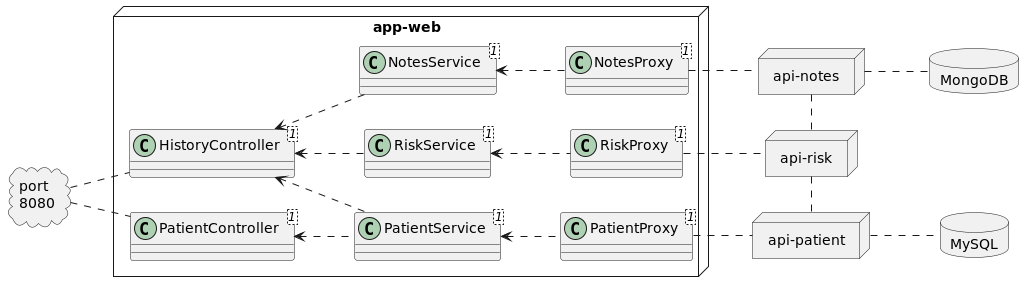 app-web
C NotesService 1
C NotesProxy 1
api-notes
MongoDB
C HistoryController 1
C RiskService 1
C RiskProxy 1
api-risk
port
8080
C PatientController 1
C PatientService 1
C PatientProxy 1
api-patient
MySQL